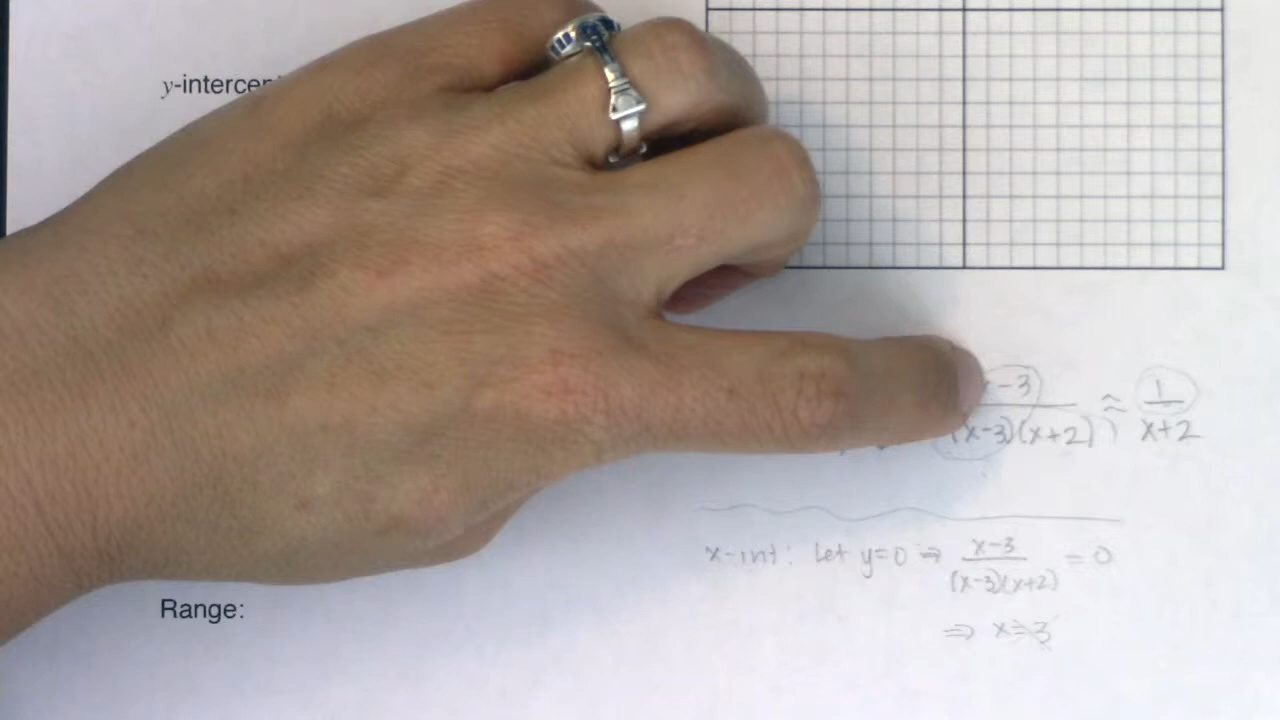 y-intercep
-3 / (x-3)(x+2) ≈ 1 / x+2
x-int: Let y=0 ⇒ x-3 / (x-3)(x+2) = 0
⇒ x=3
Range: